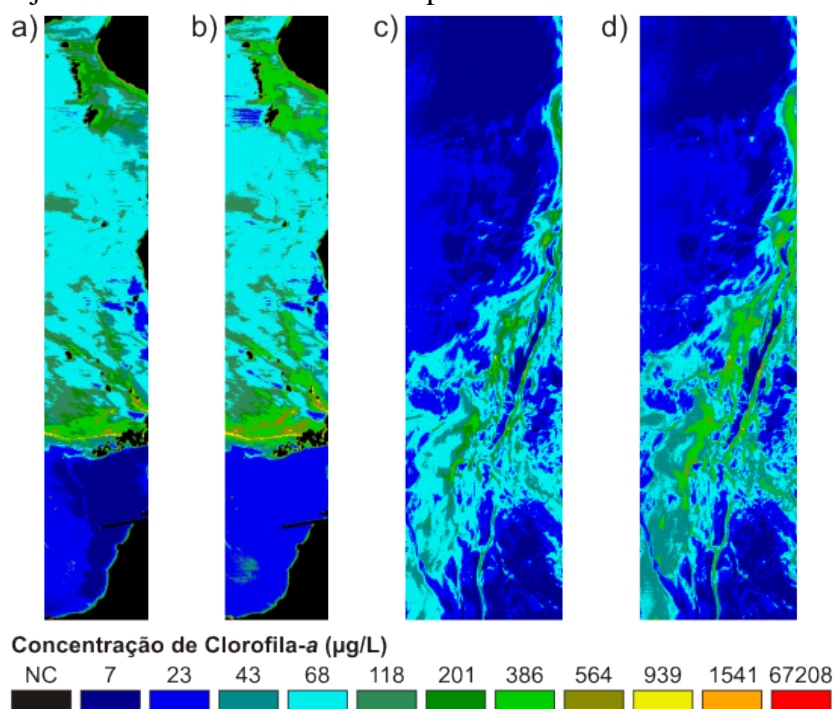 a) b) c) d)
Concentração de Clorofila-a (µg/L)
NC 7 23 43 68 118 201 386 564 939 1541 67208